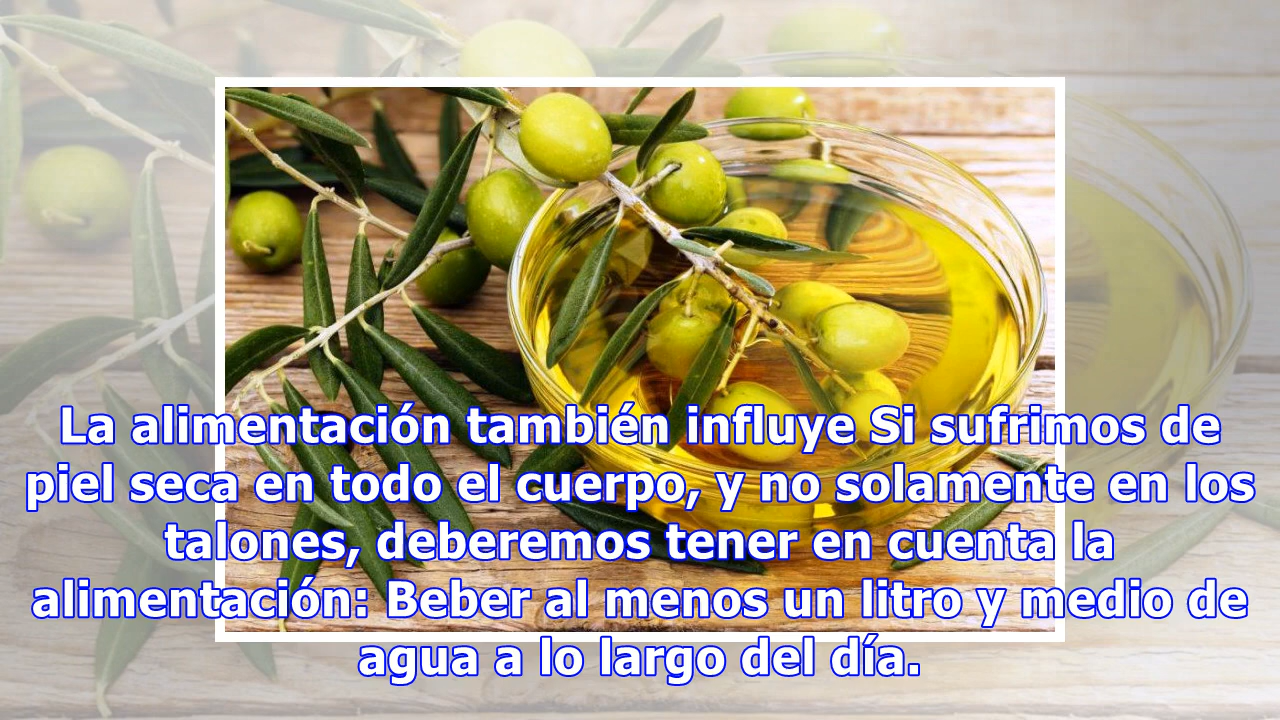 La alimentación también influye Si sufrimos de
piel seca en todo el cuerpo, y no solamente en los
talones, deberemos tener en cuenta la
alimentación: Beber al menos un litro y medio de
agua a lo largo del día.